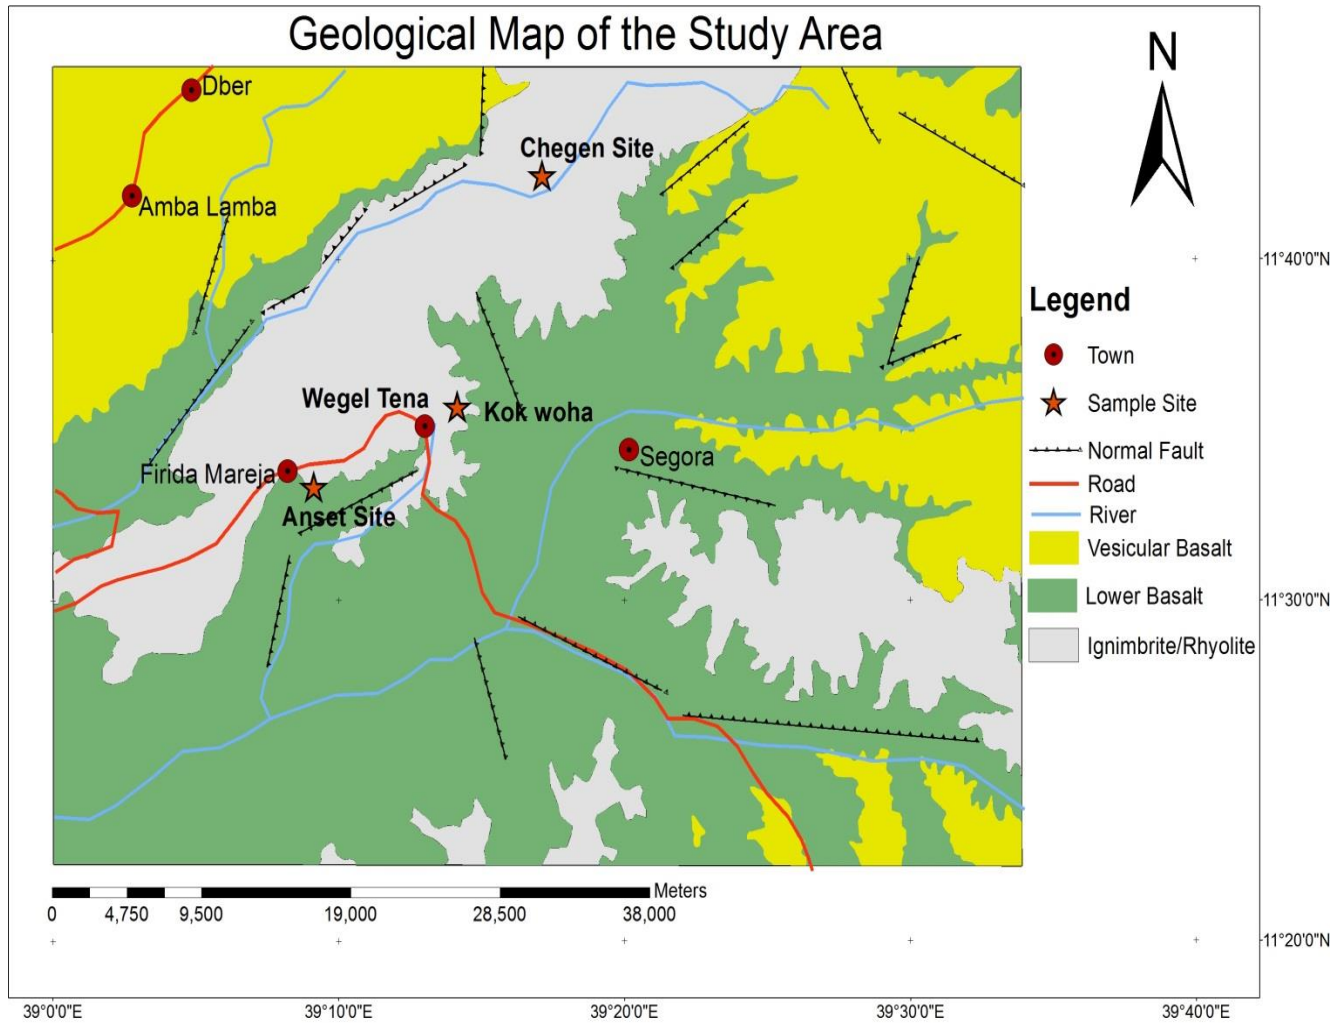 Geological Map of the Study Area
N
Dber
Chegen Site
Amba Lamba
11°40'0"N
Legend
Town
Wegel Tena
Kok woha
Sample Site
Segora
Normal Fault
Firida Mareja
Road
Anset Site
River
Vesicular Basalt
Lower Basalt
11°30'0"N
Ignimbrite/Rhyolite
Meters
0 4,750 9,500 19,000 28,500 38,000
11°20'0"N
39°0'0"E 39°10'0"E 39°20'0"E 39°30'0"E 39°40'0"E